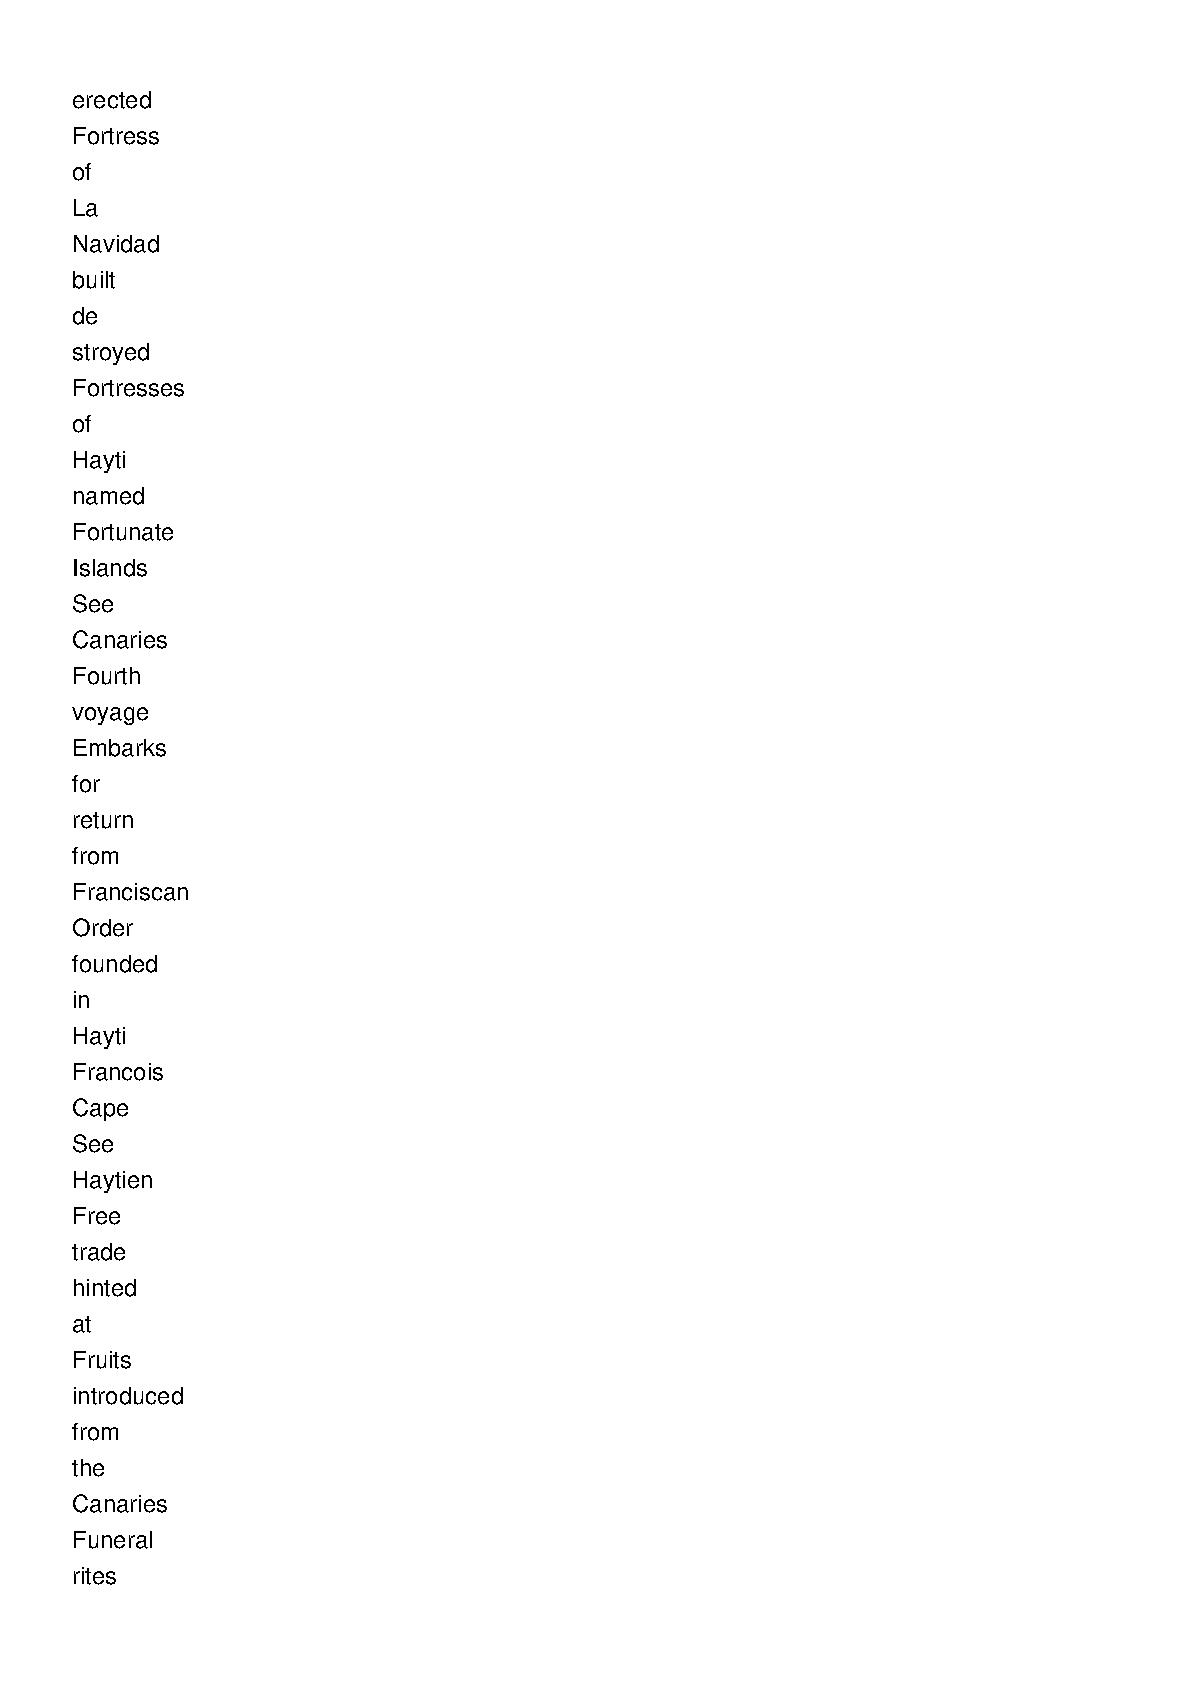 erected
Fortress
of
La
Navidad
built
de
stroyed
Fortresses
of
Hayti
named
Fortunate
Islands
See
Canaries
Fourth
voyage
Embarks
for
return
from
Franciscan
Order
founded
in
Hayti
Francois
Cape
See
Haytien
Free
trade
hinted
at
Fruits
introduced
from
the
Canaries
Funeral
rites